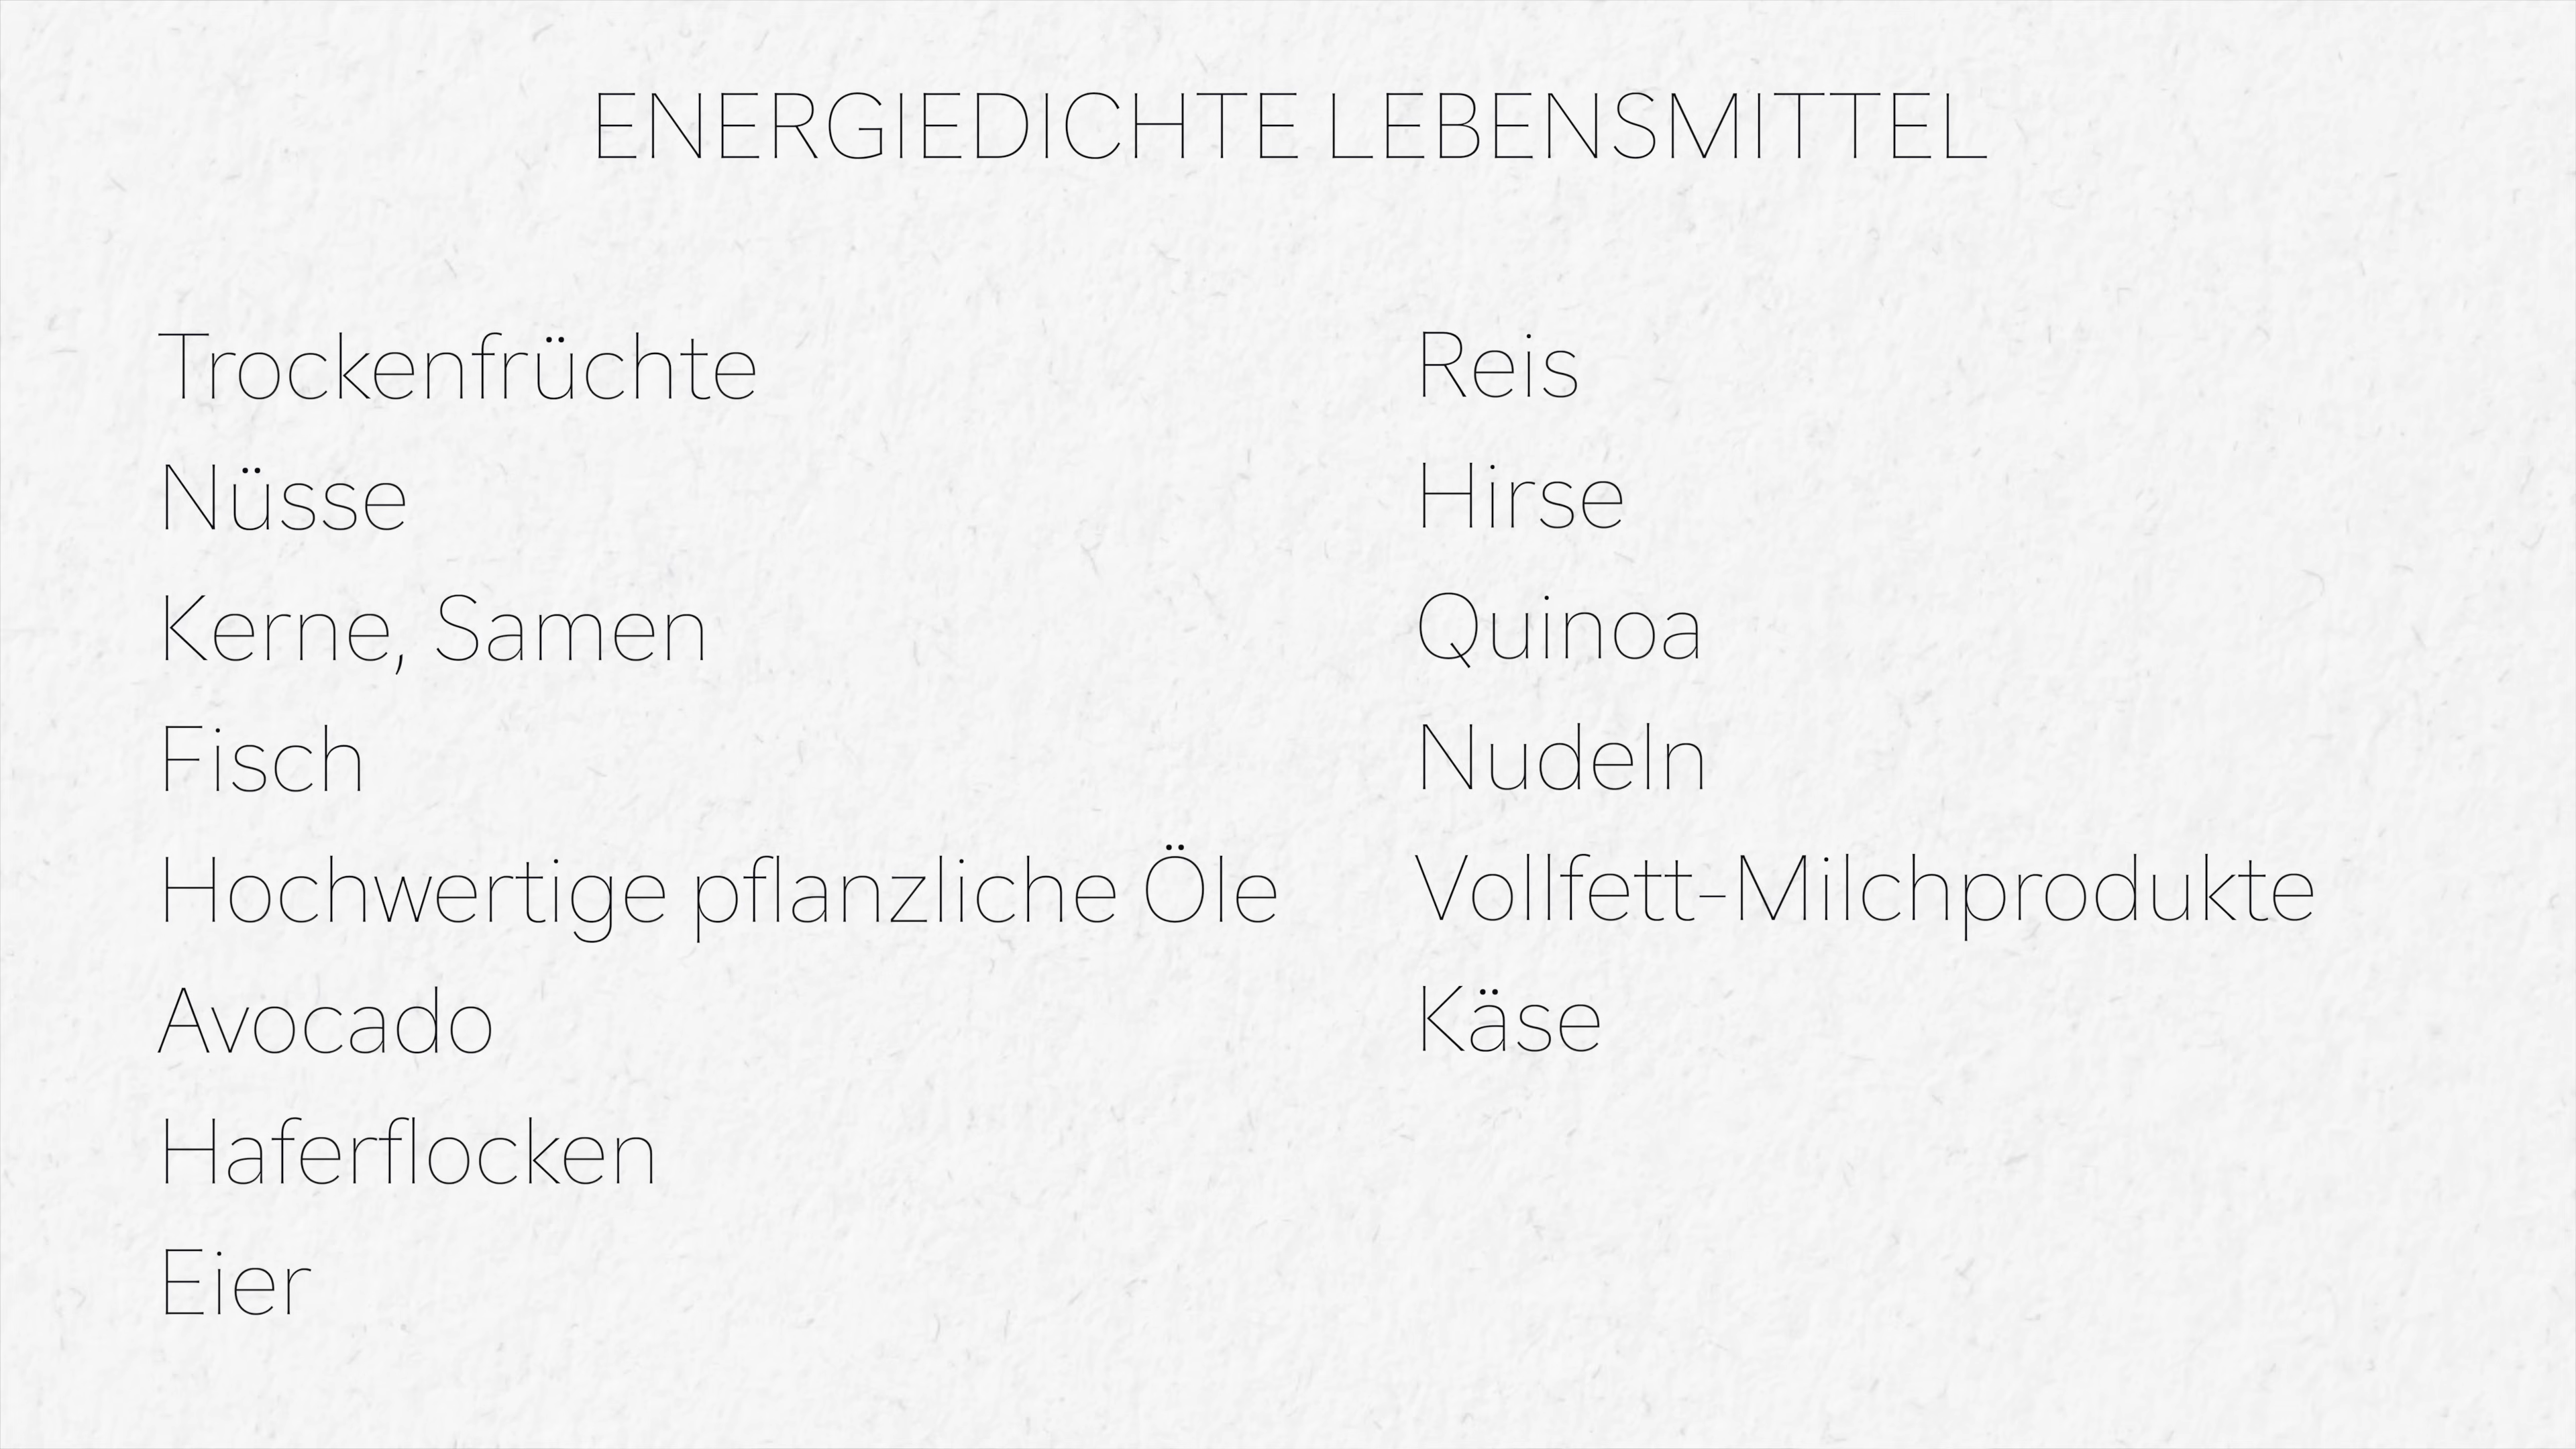 ENERGIEDICHTE LEBENSMITTEL
Trockenfrüchte
Nüsse
Kerne, Samen
Fisch
Hochwertige pflanzliche Öle
Avocado
Haferflocken
Eier
Reis
Hirse
Quinoa
Nudeln
Vollfett-Milchprodukte
Käse